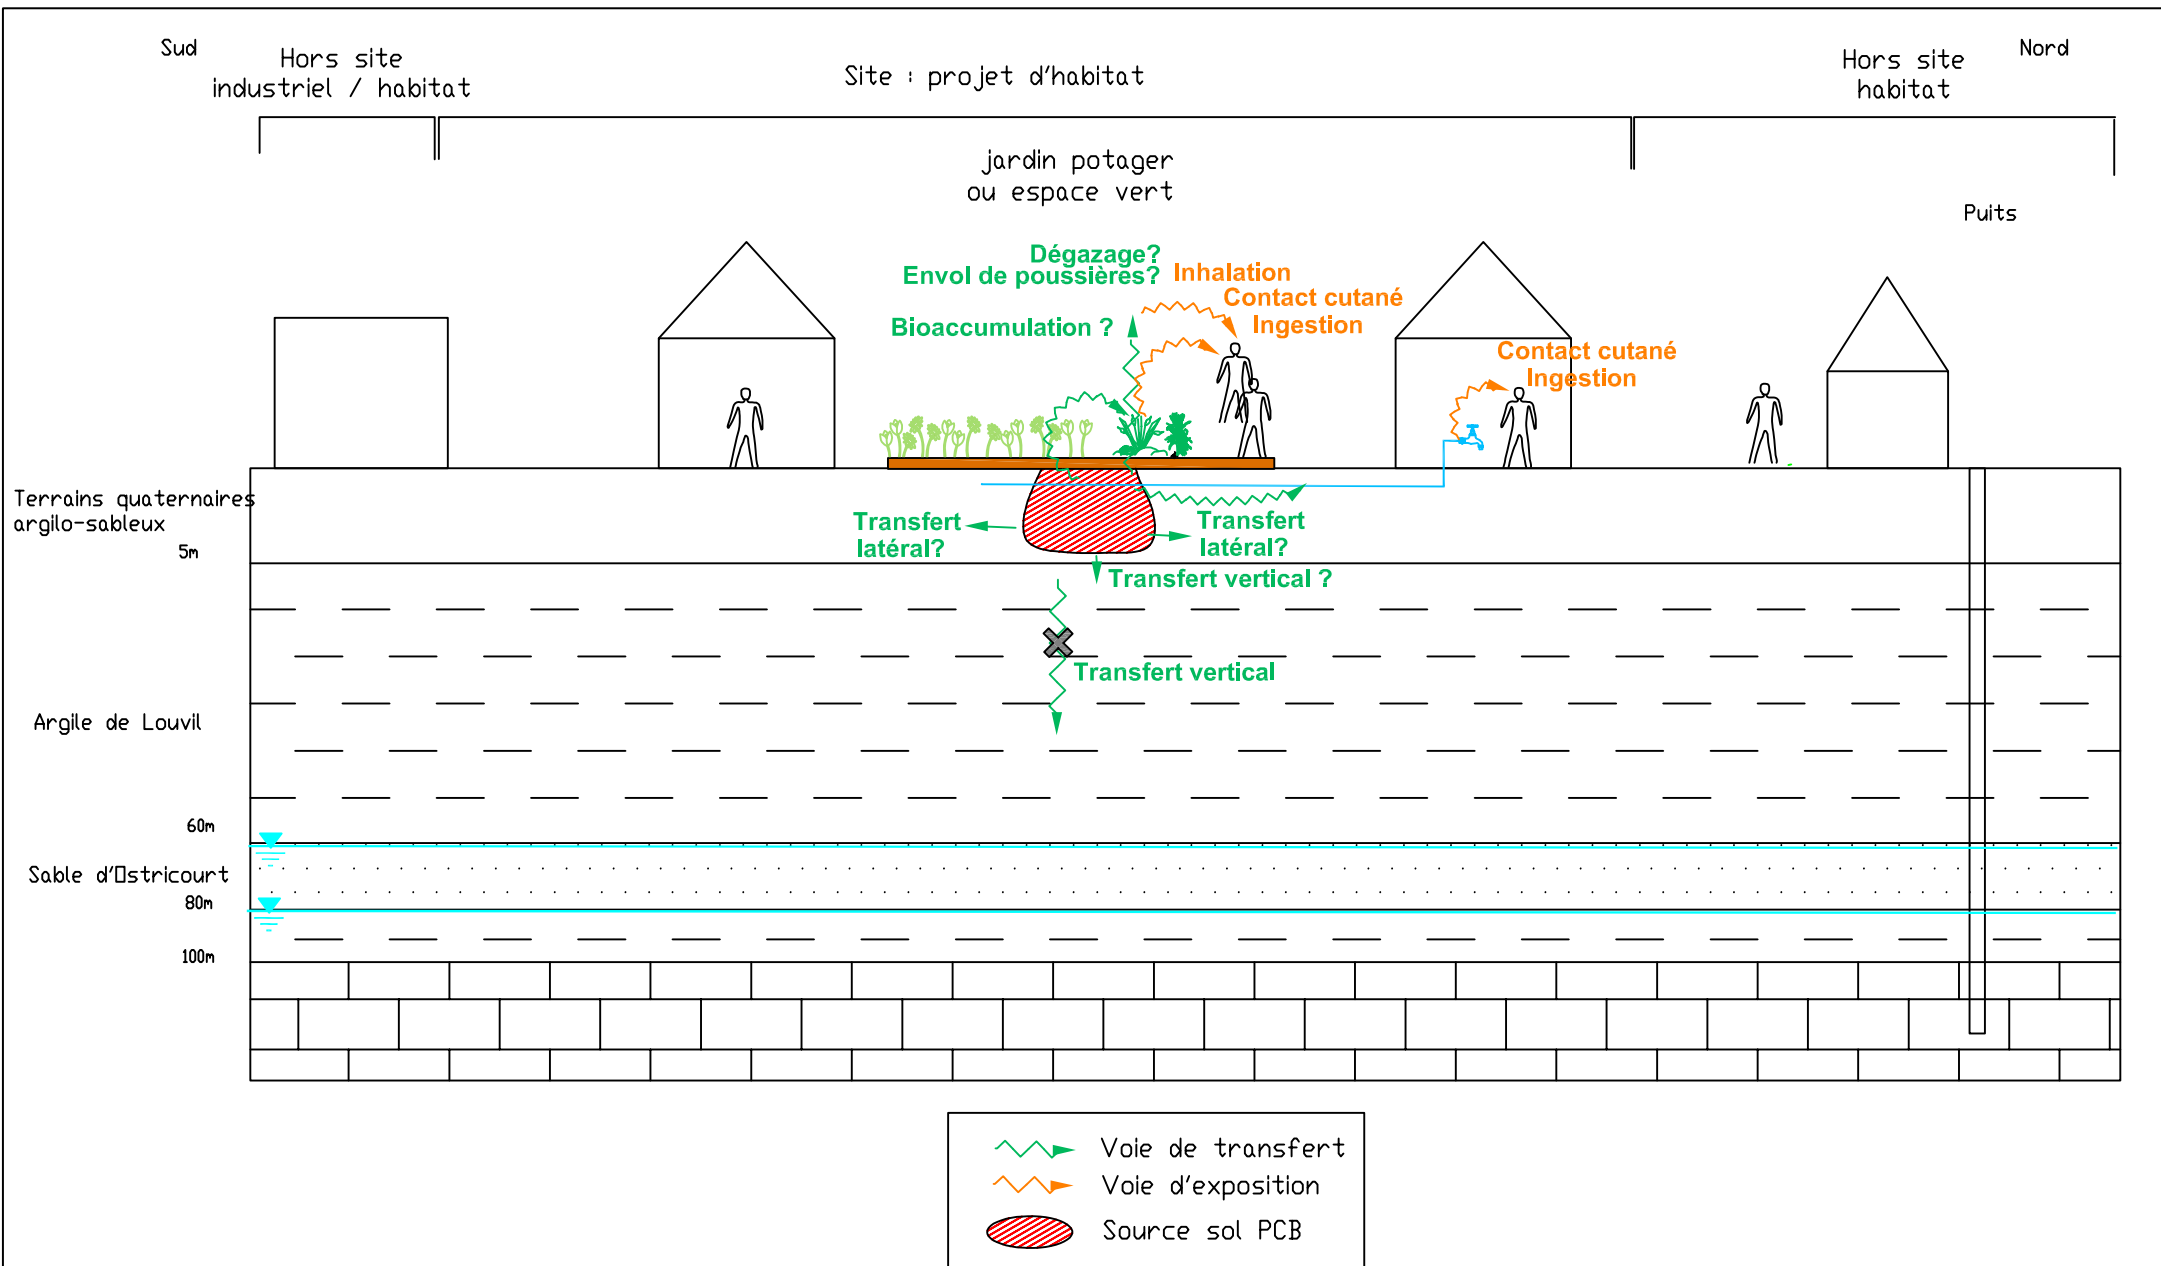 Sud
Hors site
industriel / habitat
Site : projet d'habitat
Hors site
habitat
Nord
jardin potager
ou espace vert
Puits
Dégazage?
Envol de poussières?
Inhalation
Contact cutané
Ingestion
Bioaccumulation ?
Contact cutané
Ingestion
Terrains quaternaires
argilo-sableux
5m
Transfert
latéral?
Transfert
latéral?
Transfert vertical ?
Transfert vertical
Argile de Louvil
60m
Sable d'□stricourt
80m
100m
Voie de transfert
Voie d'exposition
Source sol PCB